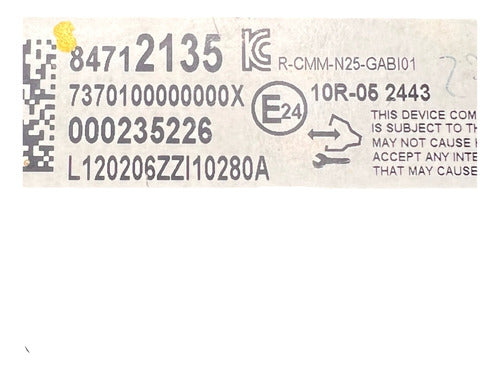 84712135 R-CMM-N25-GABI01
7370100000000X E24 10R-05 2443
000235226
L120206ZZI10280A
THIS DEVICE COM
IS SUBJECT TO TH
MAY NOT CAUSE H
ACCEPT ANY INTE
THAT MAY CAUSE